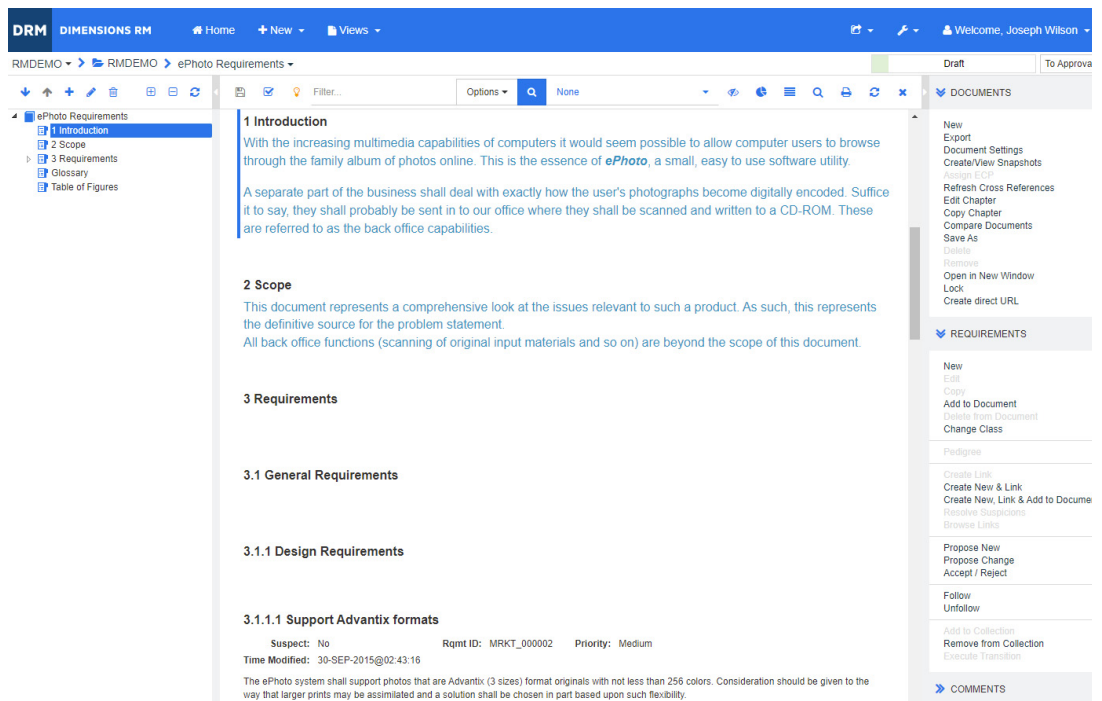 DRM DIMENSIONS RM Home New Views Welcome, Joseph Wilson
RMDEMO RMDEMO ePhoto Requirements Draft To Approva
Filter... Options None
ePhoto Requirements
1 Introduction
2 Scope
3 Requirements
Glossary
Table of Figures
1 Introduction
With the increasing multimedia capabilities of computers it would seem possible to allow computer users to browse
through the family album of photos online. This is the essence of ePhoto, a small, easy to use software utility.
A separate part of the business shall deal with exactly how the user's photographs become digitally encoded. Suffice
it to say, they shall probably be sent in to our office where they shall be scanned and written to a CD-ROM. These
are referred to as the back office capabilities.
2 Scope
This document represents a comprehensive look at the issues relevant to such a product. As such, this represents
the definitive source for the problem statement.
All back office functions (scanning of original input materials and so on) are beyond the scope of this document.
3 Requirements
3.1 General Requirements
3.1.1 Design Requirements
3.1.1.1 Support Advantix formats
Suspect: No Rqmt ID: MRKT_000002 Priority: Medium
Time Modified: 30-SEP-2015@02:43:16
The ePhoto system shall support photos that are Advantix (3 sizes) format originals with not less than 256 colors. Consideration should be given to the
way that larger prints may be assimilated and a solution shall be chosen in part based upon such flexibility.
DOCUMENTS
New
Export
Document Settings
Create/View Snapshots
Assign ECP
Refresh Cross References
Edit Chapter
Copy Chapter
Compare Documents
Save As
Delete
Remove
Open in New Window
Lock
Create direct URL
REQUIREMENTS
New
Edit
Copy
Add to Document
Delete from Document
Change Class
Pedigree
Create Link
Create New & Link
Create New, Link & Add to Docume
Resolve Suspicions
Browse Links
Propose New
Propose Change
Accept / Reject
Follow
Unfollow
Add to Collection
Remove from Collection
Execute Transition
COMMENTS